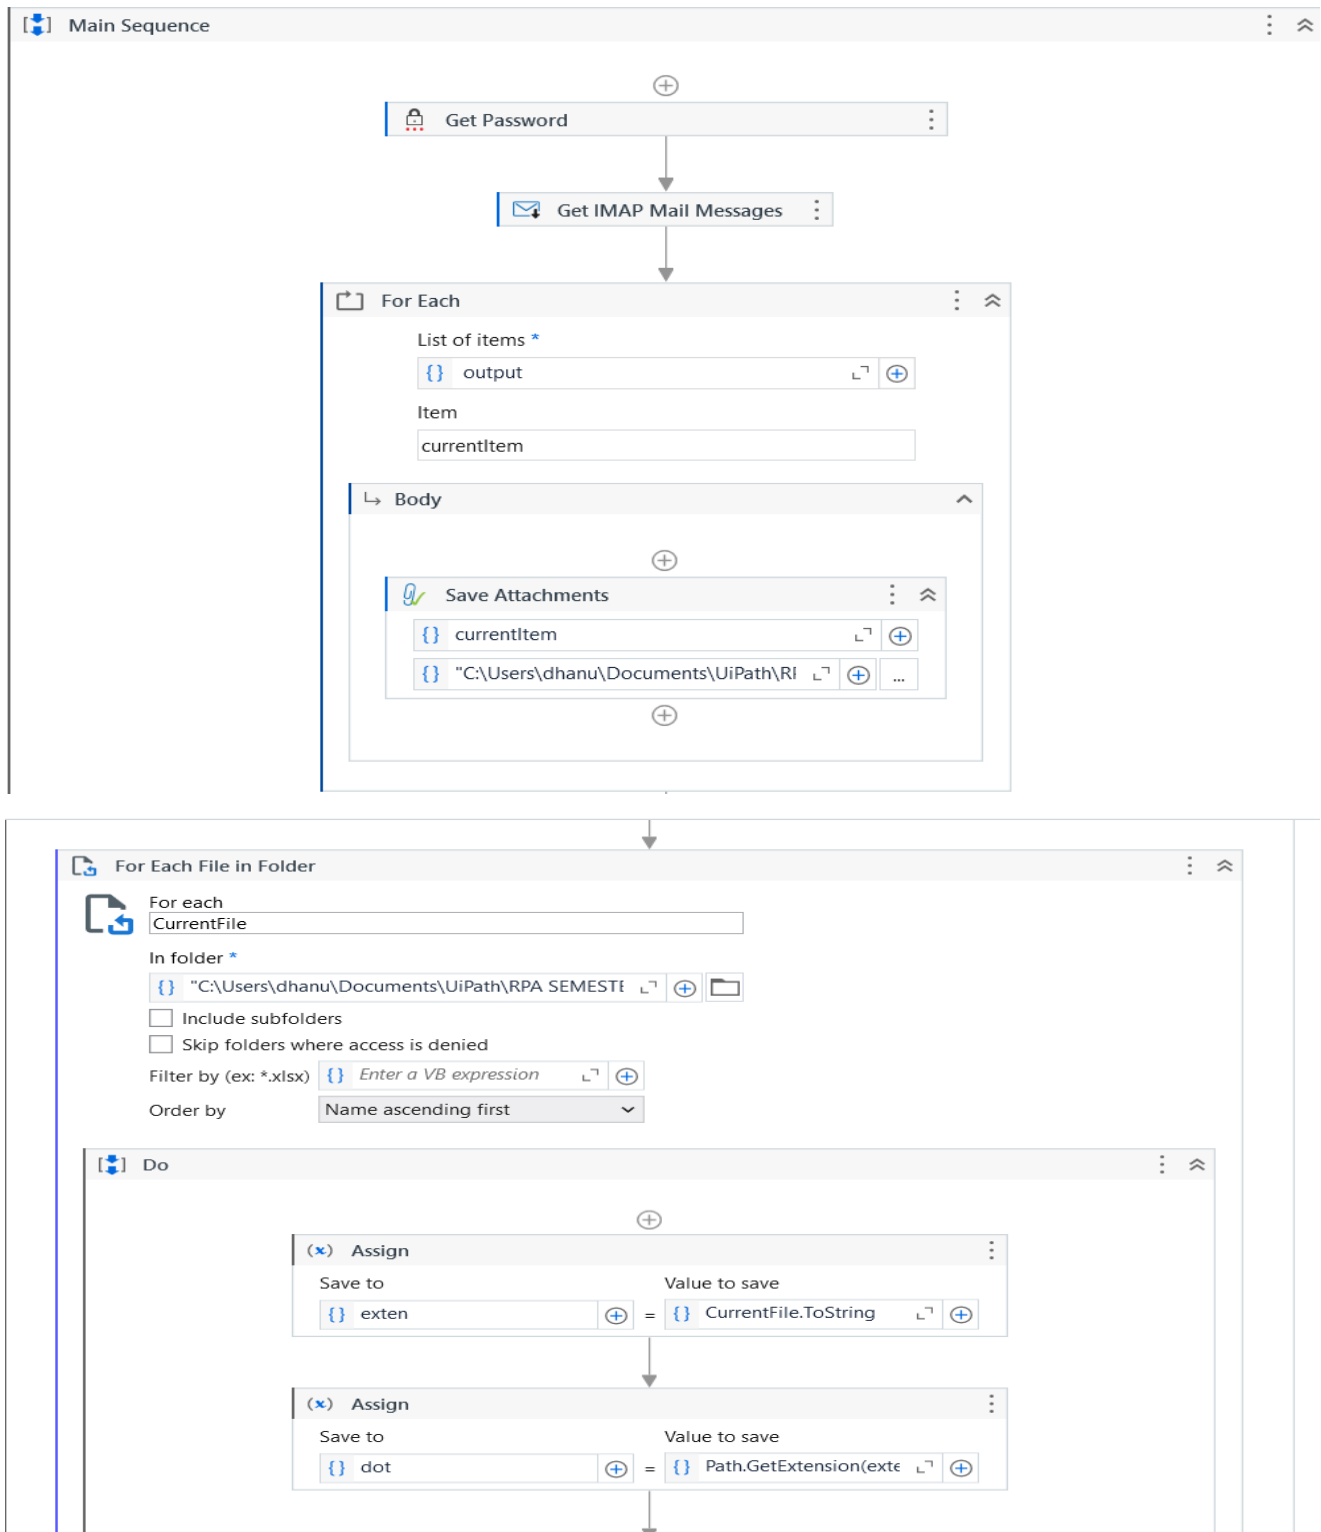 Main Sequence
Get Password
Get IMAP Mail Messages
For Each
List of items *
{} output
Item
currentItem
Body
Save Attachments
{} currentItem
{} "C:\Users\dhanu\Documents\UiPath\RI ...
For Each File in Folder
For each
CurrentFile
In folder *
{} "C:\Users\dhanu\Documents\UiPath\RPA SEMESTE
Include subfolders
Skip folders where access is denied
Filter by (ex: *.xlsx) {} Enter a VB expression
Order by Name ascending first
Do
(x) Assign
Save to Value to save
{} exten = {} CurrentFile.ToString
(x) Assign
Save to Value to save
{} dot = {} Path.GetExtension(exte